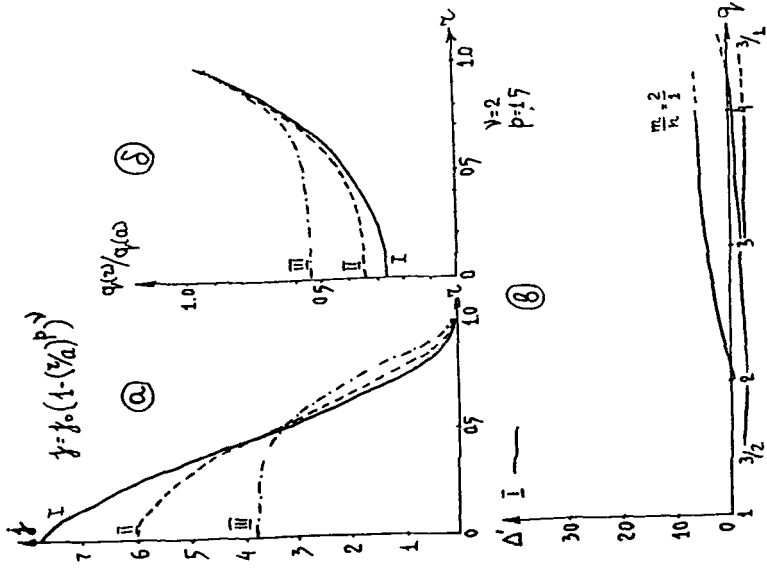 j=j₀(1-(r/a)^p)^ν
а
j
I
7
II
6
5
4
III
3
2
1
0
0.5
1.0
r
б
q(r)/q(a)
1.0
0.5
III
II
I
0
0.5
1.0
r
ν=2
p=1.5
в
Δ'
I
30
20
10
0
m/n=2/1
q
1
2
3
4
3/2
3/1